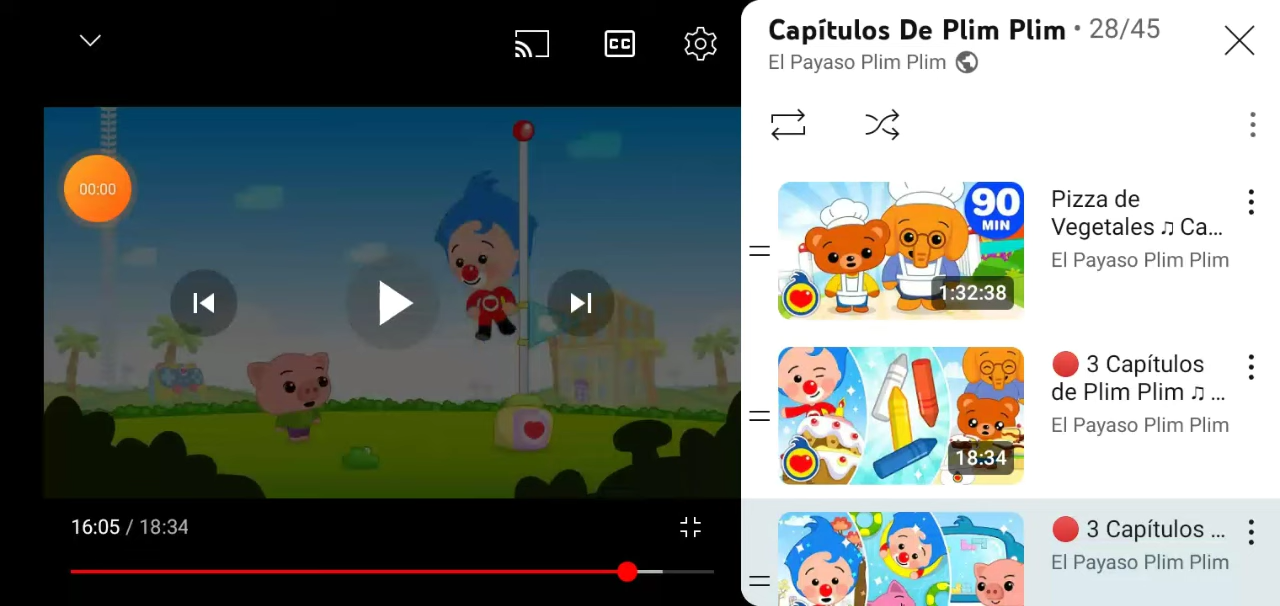 Capítulos De Plim Plim • 28/45
El Payaso Plim Plim
CC
00:00
90
MIN
1:32:38
Pizza de
Vegetales ♫ Ca...
El Payaso Plim Plim
18:34
🔴 3 Capítulos
de Plim Plim ♫ ...
El Payaso Plim Plim
🔴 3 Capítulos ...
El Payaso Plim Plim
16:05 / 18:34